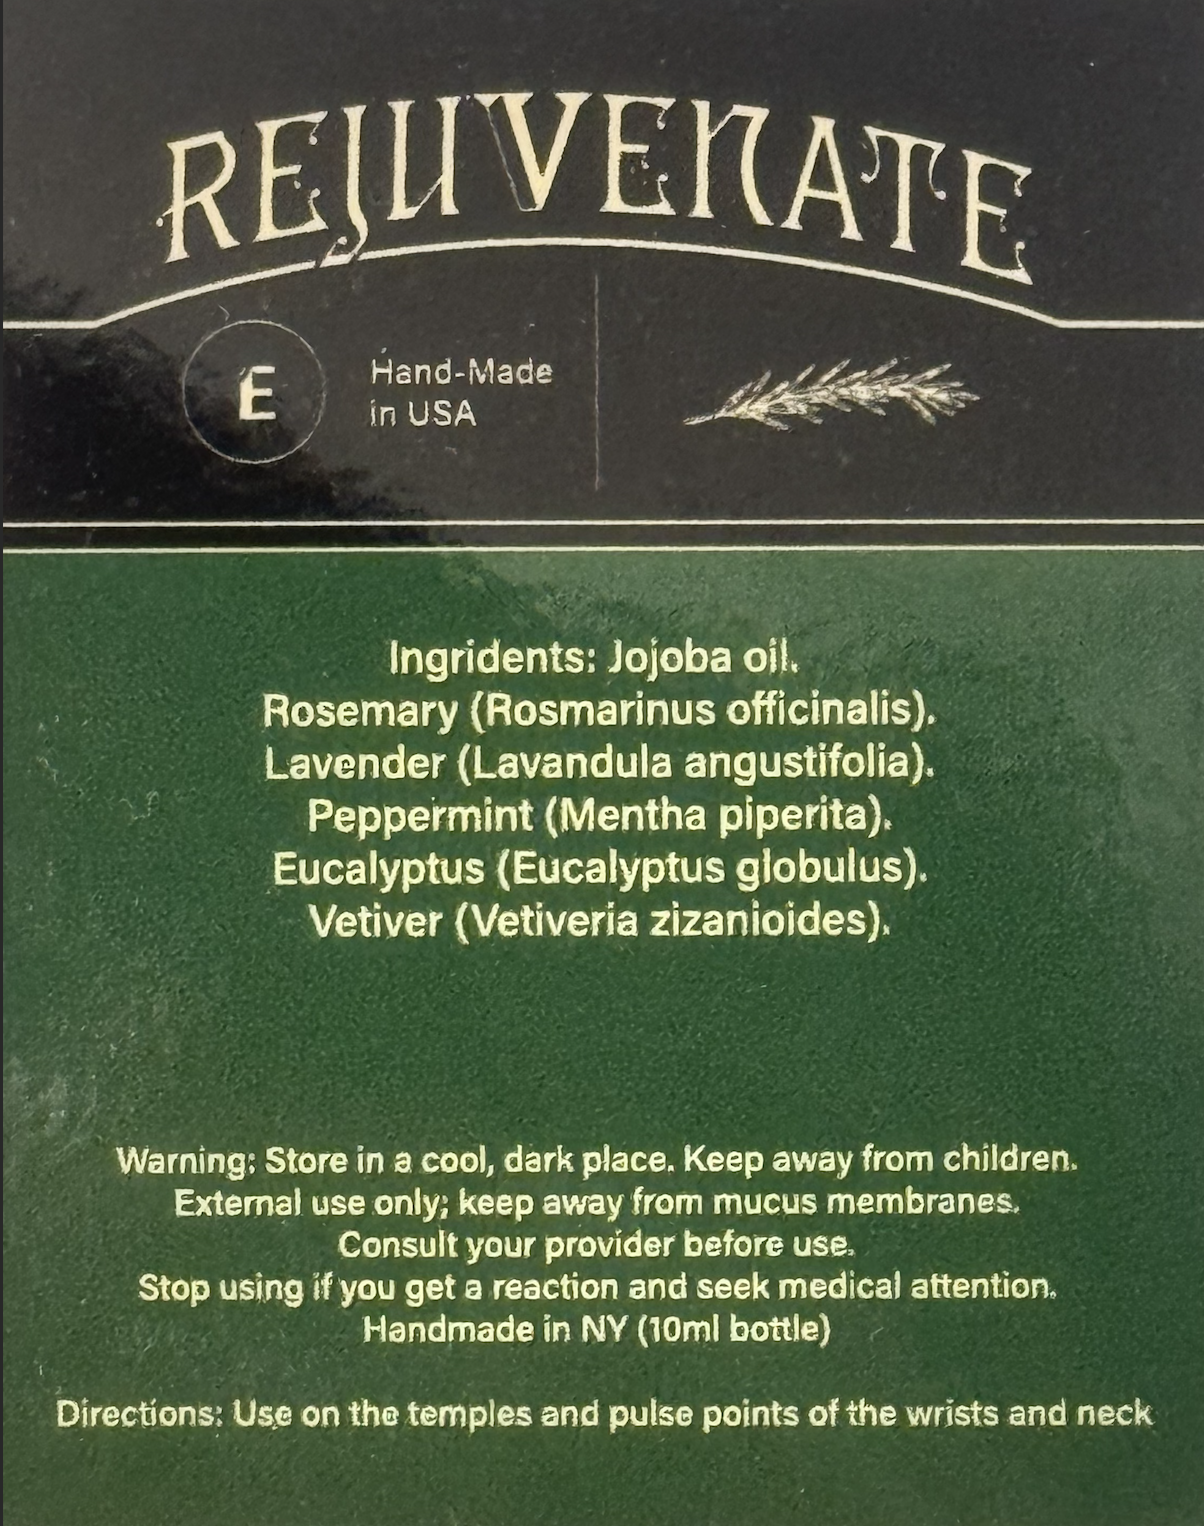 REJUVENATE
E
Hand-Made
in USA
Ingridents: Jojoba oil.
Rosemary (Rosmarinus officinalis).
Lavender (Lavandula angustifolia).
Peppermint (Mentha piperita).
Eucalyptus (Eucalyptus globulus).
Vetiver (Vetiveria zizanioides).
Warning: Store in a cool, dark place. Keep away from children.
External use only; keep away from mucus membranes.
Consult your provider before use.
Stop using if you get a reaction and seek medical attention.
Handmade in NY (10ml bottle)
Directions: Use on the temples and pulse points of the wrists and neck